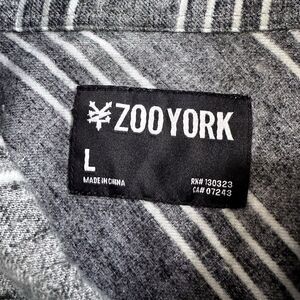 ZOO YORK
L
MADE IN CHINA
RN# 130323
CA# 07243